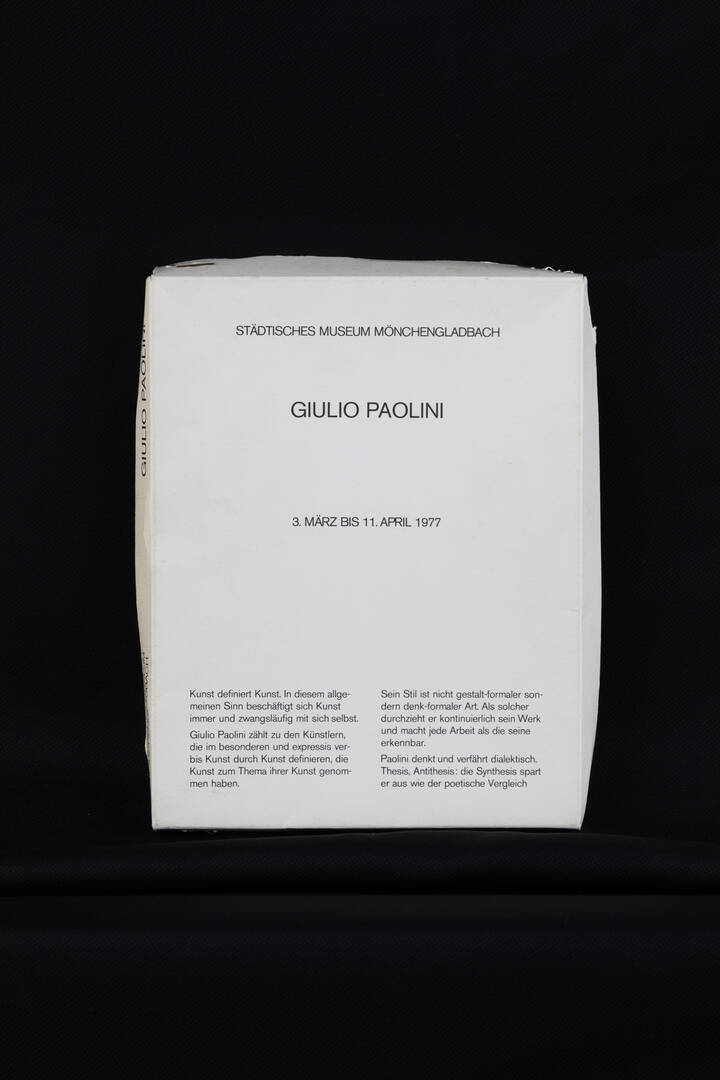 STÄDTISCHES MUSEUM MÖNCHENGLADBACH
GIULIO PAOLINI
3. MÄRZ BIS 11. APRIL 1977
Kunst definiert Kunst. In diesem allge-
meinen Sinn beschäftigt sich Kunst
immer und zwangsläufig mit sich selbst.
Giulio Paolini zählt zu den Künstlern,
die im besonderen und expressis ver-
bis Kunst durch Kunst definieren, die
Kunst zum Thema ihrer Kunst genom-
men haben.
Sein Stil ist nicht gestalt-formaler son-
dern denk-formaler Art. Als solcher
durchzieht er kontinuierlich sein Werk
und macht jede Arbeit als die seine
erkennbar.
Paolini denkt und verfährt dialektisch.
Thesis, Antithesis: die Synthesis spart
er aus wie der poetische Vergleich
GIULIO PAOLINI